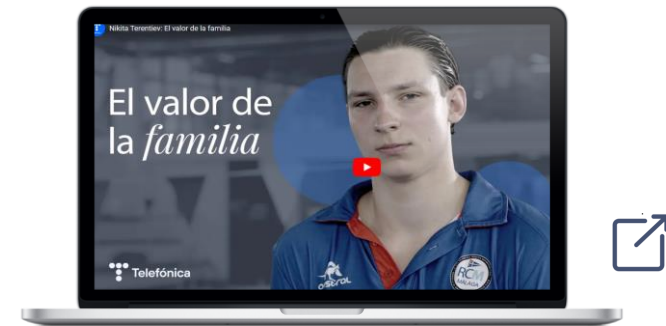 Nikita Terentiev: El valor de la familia
El valor de
la familia
Telefónica
RCM
MÁLAGA